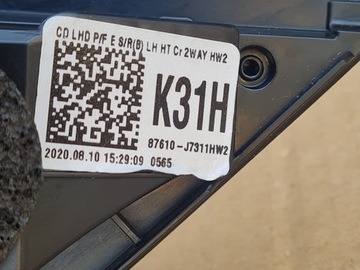 CD LHD P/F E S/R(B) LH HT Cr 2WAY HW2
K31H
87610-J7311HW2
2020.08.10 15:29:09 0565